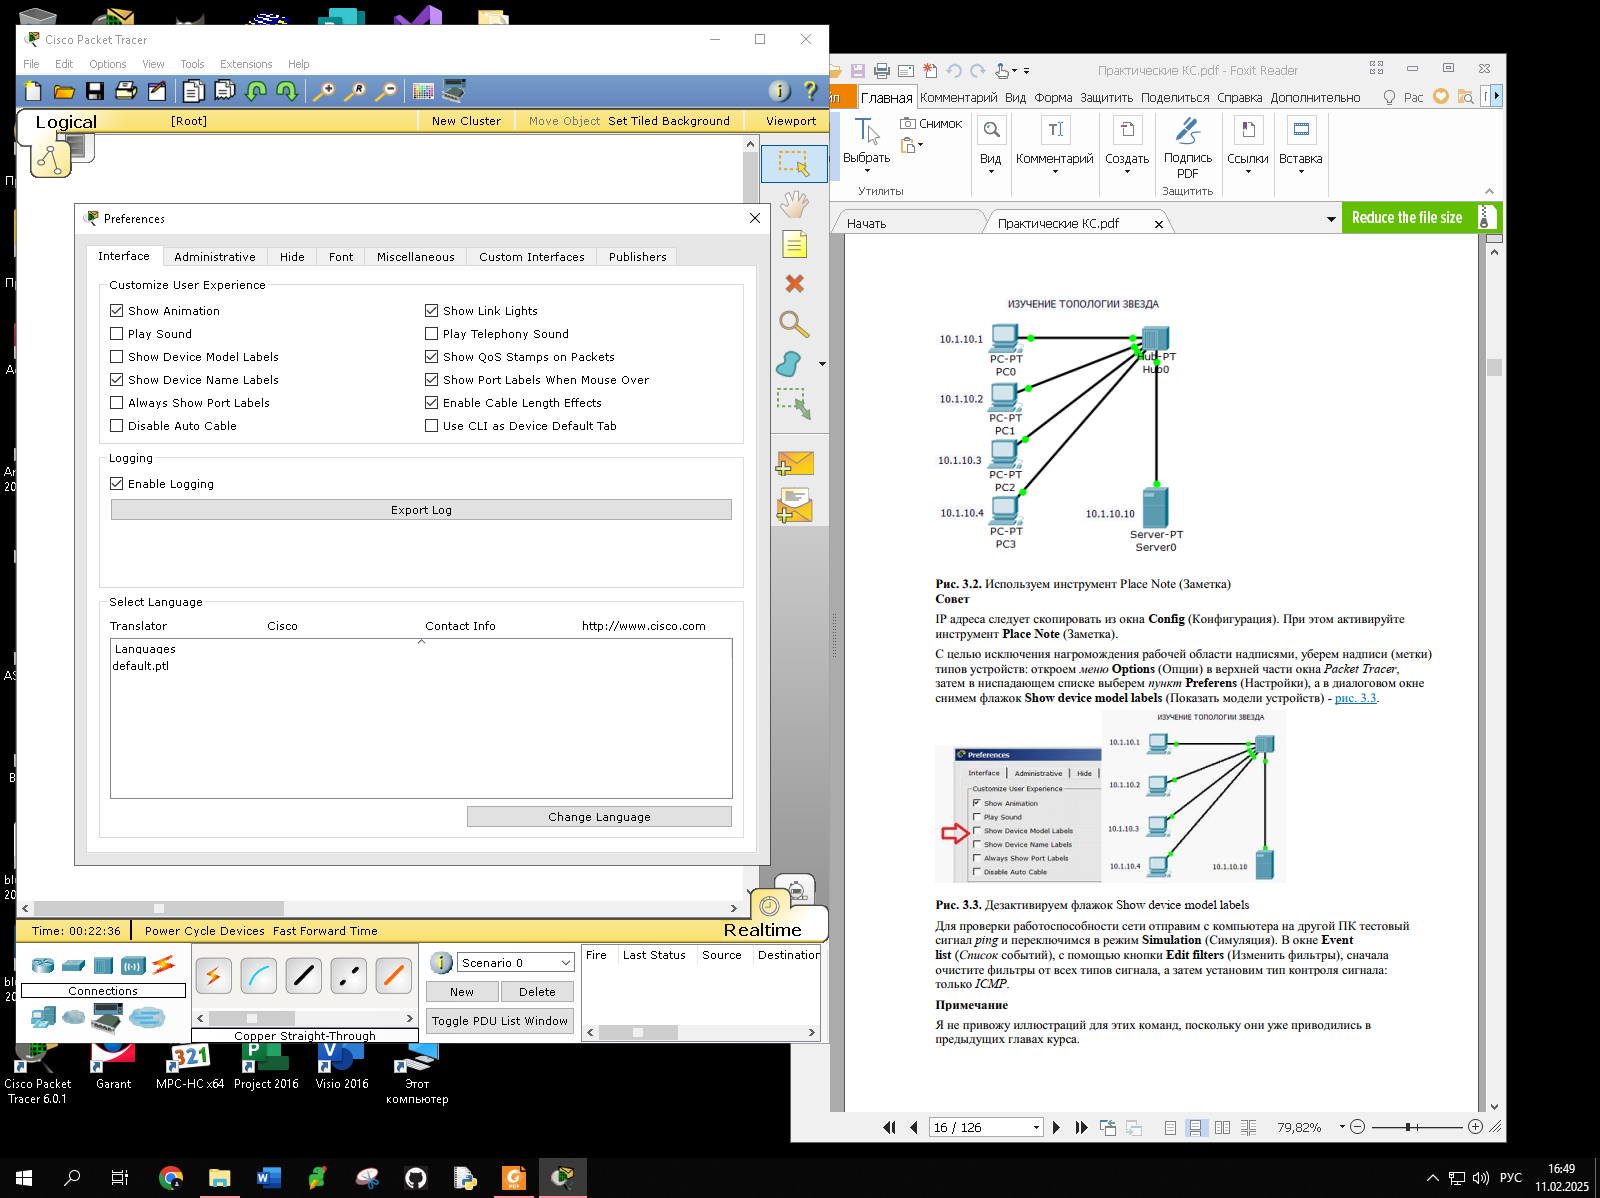 Cisco Packet Tracer
File Edit Options View Tools Extensions Help
Logical [Root] New Cluster Move Object Set Tiled Background Viewport
Preferences
Interface Administrative Hide Font Miscellaneous Custom Interfaces Publishers
Customize User Experience
Show Animation Show Link Lights
Play Sound Play Telephony Sound
Show Device Model Labels Show QoS Stamps on Packets
Show Device Name Labels Show Port Labels When Mouse Over
Always Show Port Labels Enable Cable Length Effects
Disable Auto Cable Use CLI as Device Default Tab
Logging
Enable Logging
Export Log
Select Language
Translator Cisco Contact Info http://www.cisco.com
Languages
default.ptl
Change Language
Time: 00:22:36 Power Cycle Devices Fast Forward Time Realtime
Connections
Copper Straight-Through
Scenario 0
New Delete
Toggle PDU List Window
Fire Last Status Source Destination
Практические КС.pdf - Foxit Reader
Главная Комментарий Вид Форма Защитить Поделиться Справка Дополнительно Рас
Выбрать
Снимок
Утилиты
Вид
Комментарий
Создать
Подпись
PDF
Защитить
Ссылки
Вставка
Начать Практические КС.pdf Reduce the file size
ИЗУЧЕНИЕ ТОПОЛОГИИ ЗВЕЗДА
10.1.10.1
PC-PT
PC0
Hub-PT
Hub0
10.1.10.2
PC-PT
PC1
10.1.10.3
PC-PT
PC2
10.1.10.4
PC-PT
PC3
10.1.10.10
Server-PT
Server0
Рис. 3.2. Используем инструмент Place Note (Заметка)
Совет
IP адреса следует скопировать из окна Config (Конфигурация). При этом активируйте
инструмент Place Note (Заметка).
С целью исключения нагромождения рабочей области надписями, уберем надписи (метки)
типов устройств: откроем меню Options (Опции) в верхней части окна Packet Tracer,
затем в ниспадающем списке выберем пункт Preferens (Настройки), а в диалоговом окне
снимем флажок Show device model labels (Показать модели устройств) - рис. 3.3.
Preferences
Interface Administrative Hide
Customize User Experience
Show Animation
Play Sound
Show Device Model Labels
Show Device Name Labels
Always Show Port Labels
Disable Auto Cable
ИЗУЧЕНИЕ ТОПОЛОГИИ ЗВЕЗДА
10.1.10.1
10.1.10.2
10.1.10.3
10.1.10.4
10.1.10.10
Рис. 3.3. Дезактивируем флажок Show device model labels
Для проверки работоспособности сети отправим с компьютера на другой ПК тестовый
сигнал ping и переключимся в режим Simulation (Симуляция). В окне Event
list (Список событий), с помощью кнопки Edit filters (Изменить фильтры), сначала
очистите фильтры от всех типов сигнала, а затем установим тип контроля сигнала:
только ICMP.
Примечание
Я не привожу иллюстраций для этих команд, поскольку они уже приводились в
предыдущих главах курса.
16 / 126 79,82%
Cisco Packet
Tracer 6.0.1
Garant
MPC-HC x64
Project 2016
Visio 2016
Этот
компьютер
РУС
16:49
11.02.2025